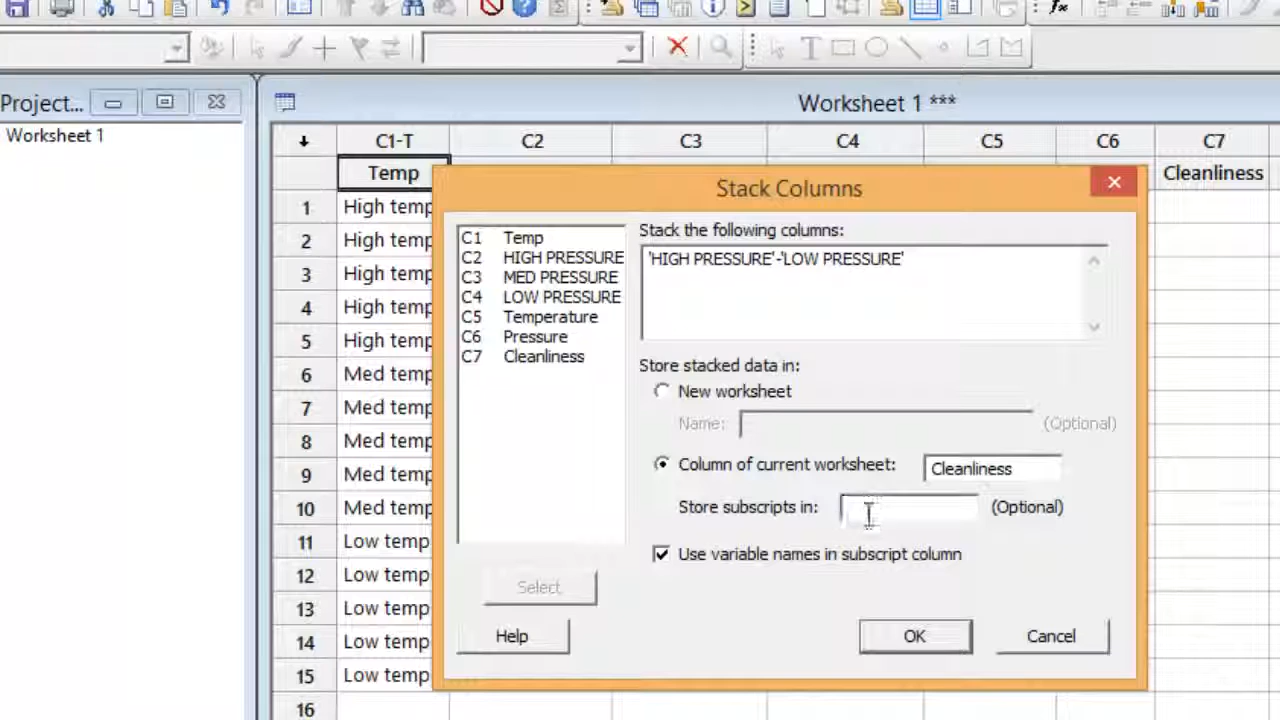 Project...
Worksheet 1
Worksheet 1 ***
C1-T C2 C3 C4 C5 C6 C7
Temp Cleanliness
1 High temp
2 High temp
3 High temp
4 High temp
5 High temp
6 Med temp
7 Med temp
8 Med temp
9 Med temp
10 Med temp
11 Low temp
12 Low temp
13 Low temp
14 Low temp
15 Low temp
16
Stack Columns
C1 Temp
C2 HIGH PRESSURE
C3 MED PRESSURE
C4 LOW PRESSURE
C5 Temperature
C6 Pressure
C7 Cleanliness
Select
Help
Stack the following columns:
'HIGH PRESSURE'-'LOW PRESSURE'
Store stacked data in:
New worksheet
Name: (Optional)
Column of current worksheet: Cleanliness
Store subscripts in: (Optional)
Use variable names in subscript column
OK Cancel